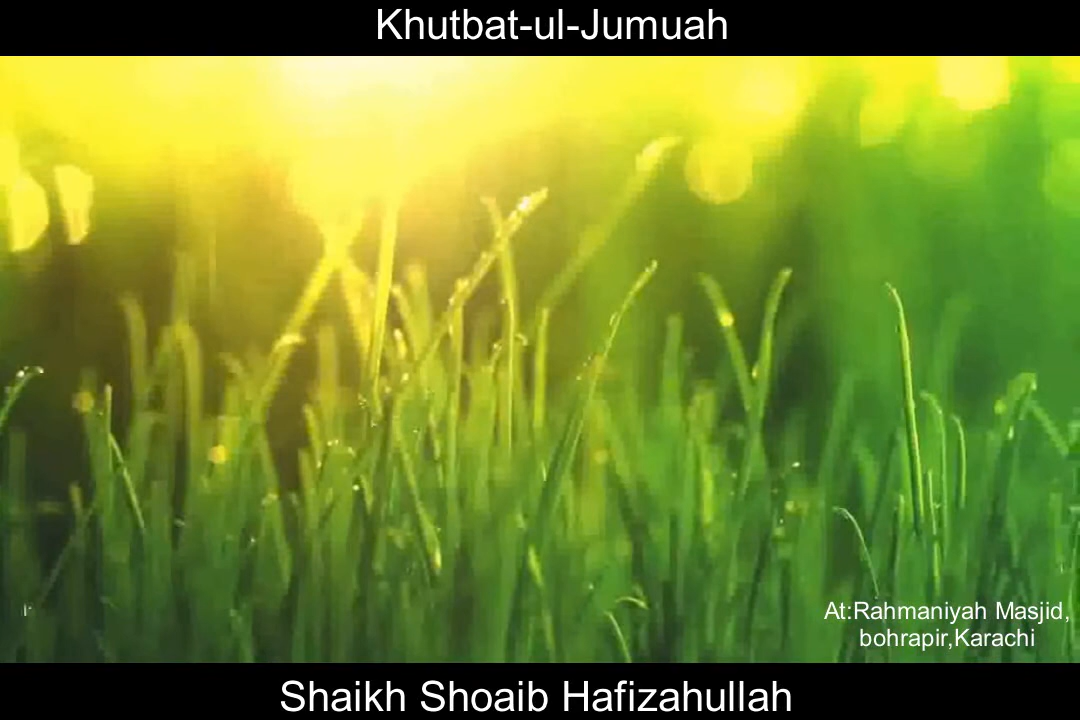 Khutbat-ul-Jumuah
At:Rahmaniyah Masjid,
bohrapir,Karachi
Shaikh Shoaib Hafizahullah